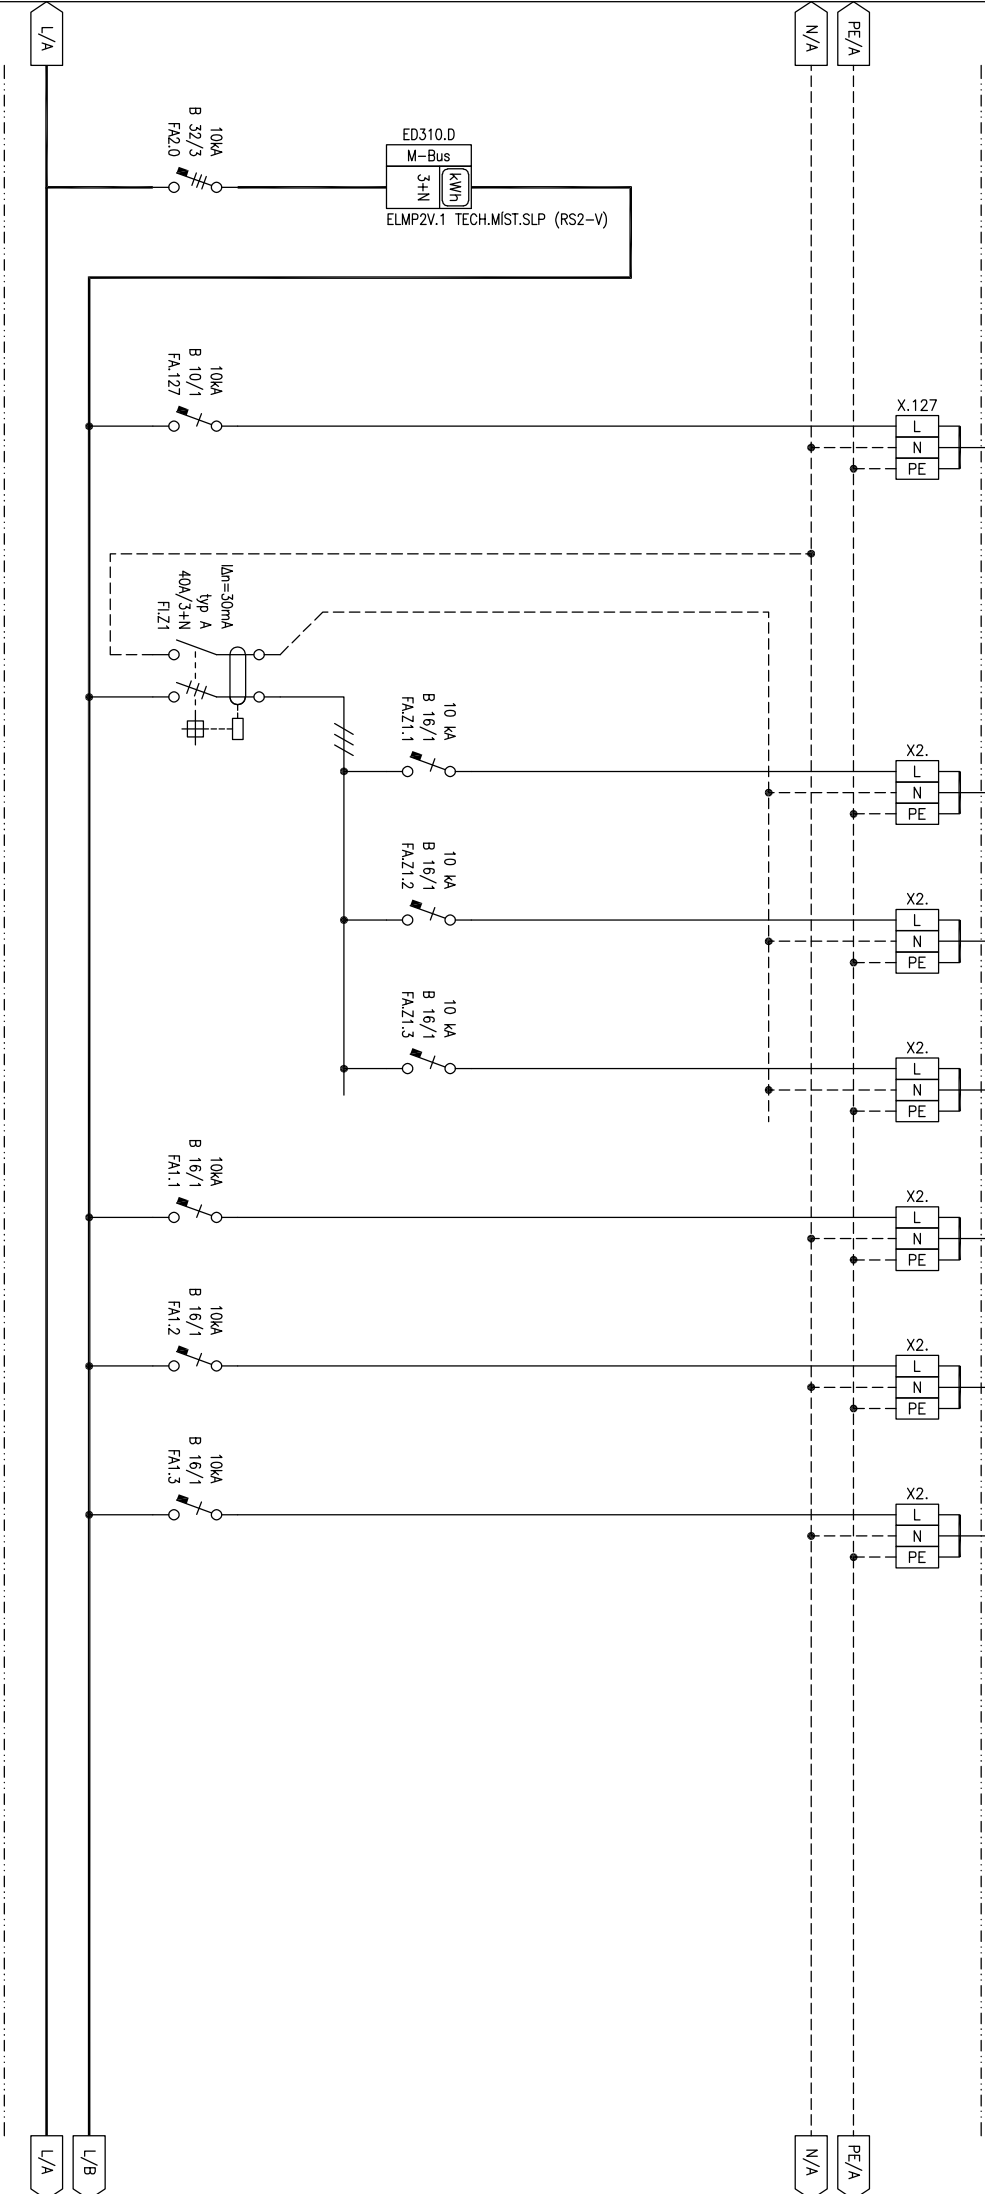 L/A
N/A
PE/A
10kA
B 32/3
FA2.0
ED310.D
M-Bus
kWh
3+N
ELMP2V.1 TECH.MÍST.SLP (RS2-V)
10kA
B 10/1
FA.127
X.127
L
N
PE
IΔn=30mA
typ A
40A/3+N
FI.Z1
10 kA
B 16/1
FA.Z1.1
X2.
L
N
PE
10 kA
B 16/1
FA.Z1.2
X2.
L
N
PE
10 kA
B 16/1
FA.Z1.3
X2.
L
N
PE
10kA
B 16/1
FA1.1
X2.
L
N
PE
10kA
B 16/1
FA1.2
X2.
L
N
PE
10kA
B 16/1
FA1.3
X2.
L
N
PE
L/A
L/B
N/A
PE/A